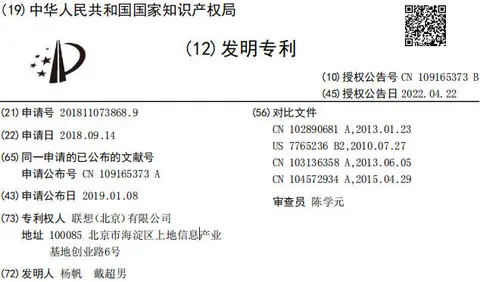 (19) 中华人民共和国国家知识产权局
(12) 发明专利
(10) 授权公告号 CN 109165373 B
(45) 授权公告日 2022.04.22
(21) 申请号 201811073868.9
(22) 申请日 2018.09.14
(65) 同一申请的已公布的文献号
申请公布号 CN 109165373 A
(43) 申请公布日 2019.01.08
(73) 专利权人 联想(北京)有限公司
地址 100085 北京市海淀区上地信息产业
基地创业路6号
(72) 发明人 杨帆 戴超男
(56) 对比文件
CN 102890681 A,2013.01.23
US 7765236 B2,2010.07.27
CN 103136358 A,2013.06.05
CN 104572934 A,2015.04.29
审查员 陈学元